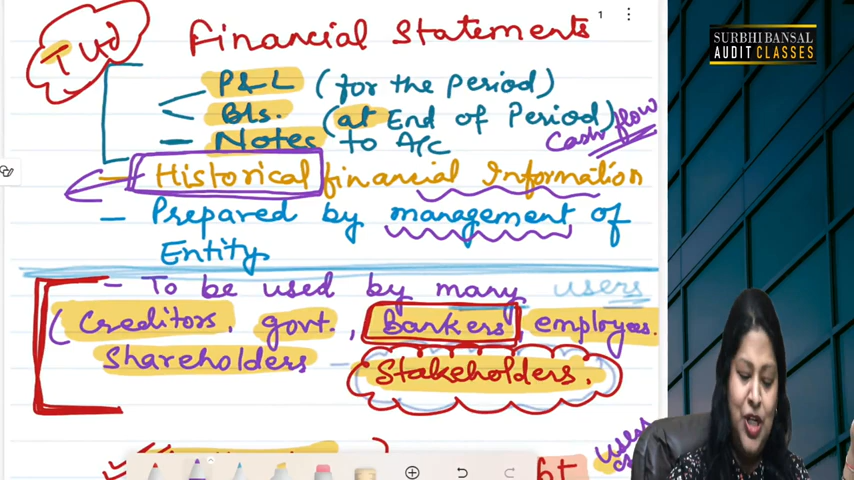 Financial Statements
1
SURBHI BANSAL
AUDIT CLASSES
P&L (for the Period)
Bls. (at End of Period)
Notes to A/C
Cash flow
- Historical financial Information
- Prepared by management of
Entity
- To be used by many users
(Creditors, govt., Bankers, employees.
Shareholders - Stakeholders.